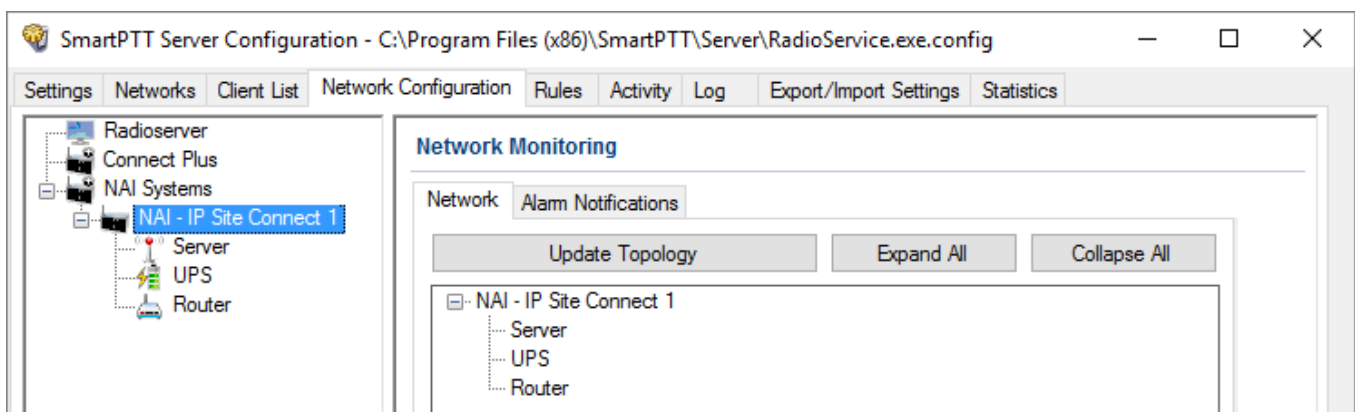 SmartPTT Server Configuration - C:\Program Files (x86)\SmartPTT\Server\RadioService.exe.config
Settings Networks Client List Network Configuration Rules Activity Log Export/Import Settings Statistics
Radioserver
Connect Plus
NAI Systems
NAI - IP Site Connect 1
Server
UPS
Router
Network Monitoring
Network Alarm Notifications
Update Topology Expand All Collapse All
NAI - IP Site Connect 1
Server
UPS
Router